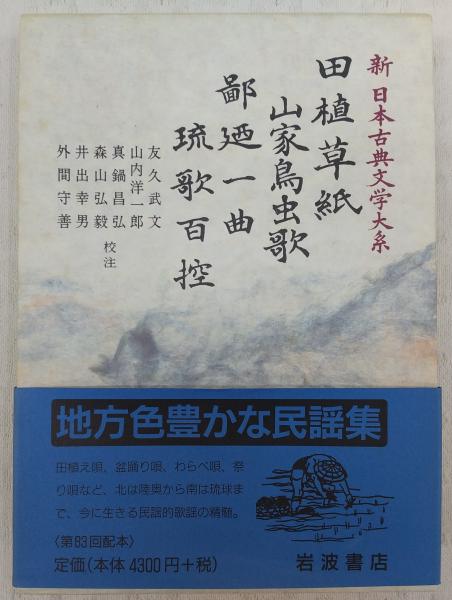 新日本古典文学大系
田植草紙
山家鳥虫歌
鄙廼一曲
琉歌百控
友久武文
山内洋一郎
真鍋昌弘
森山弘毅
井出幸男
外間守善
校注
地方色豊かな民謡集
田植え唄、盆踊り唄、わらべ唄、祭
り唄など、北は陸奥から南は琉球ま
で、今に生きる民謡的歌謡の精髄。
〈第83回配本〉
定価(本体4300円+税)
岩波書店